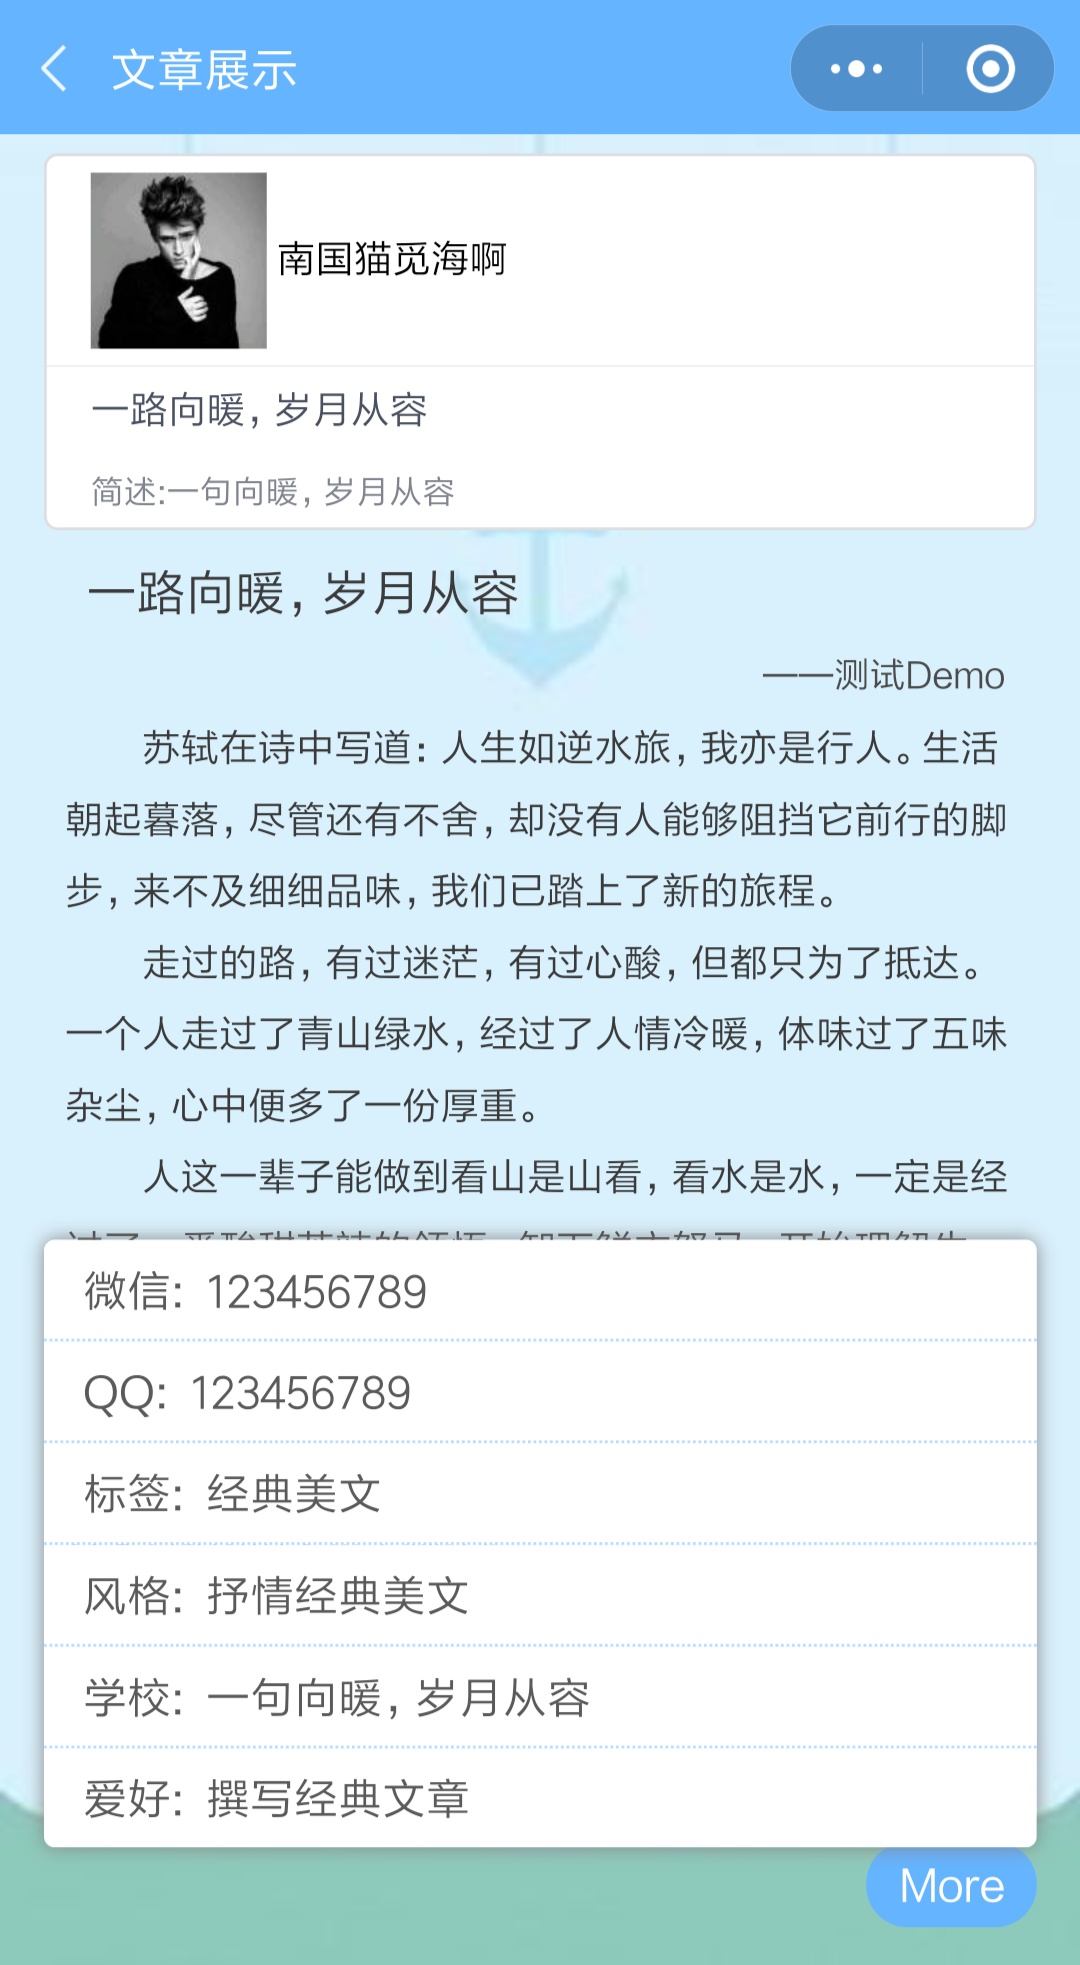 文章展示
南国猫觅海啊
一路向暖，岁月从容
简述:一句向暖，岁月从容
一路向暖，岁月从容
——测试Demo
苏轼在诗中写道：人生如逆水旅，我亦是行人。生活
朝起暮落，尽管还有不舍，却没有人能够阻挡它前行的脚
步，来不及细细品味，我们已踏上了新的旅程。
走过的路，有过迷茫，有过心酸，但都只为了抵达。
一个人走过了青山绿水，经过了人情冷暖，体味过了五味
杂尘，心中便多了一份厚重。
人这一辈子能做到看山是山看，看水是水，一定是经
微信：123456789
QQ：123456789
标签：经典美文
风格：抒情经典美文
学校：一句向暖，岁月从容
爱好：撰写经典文章
More